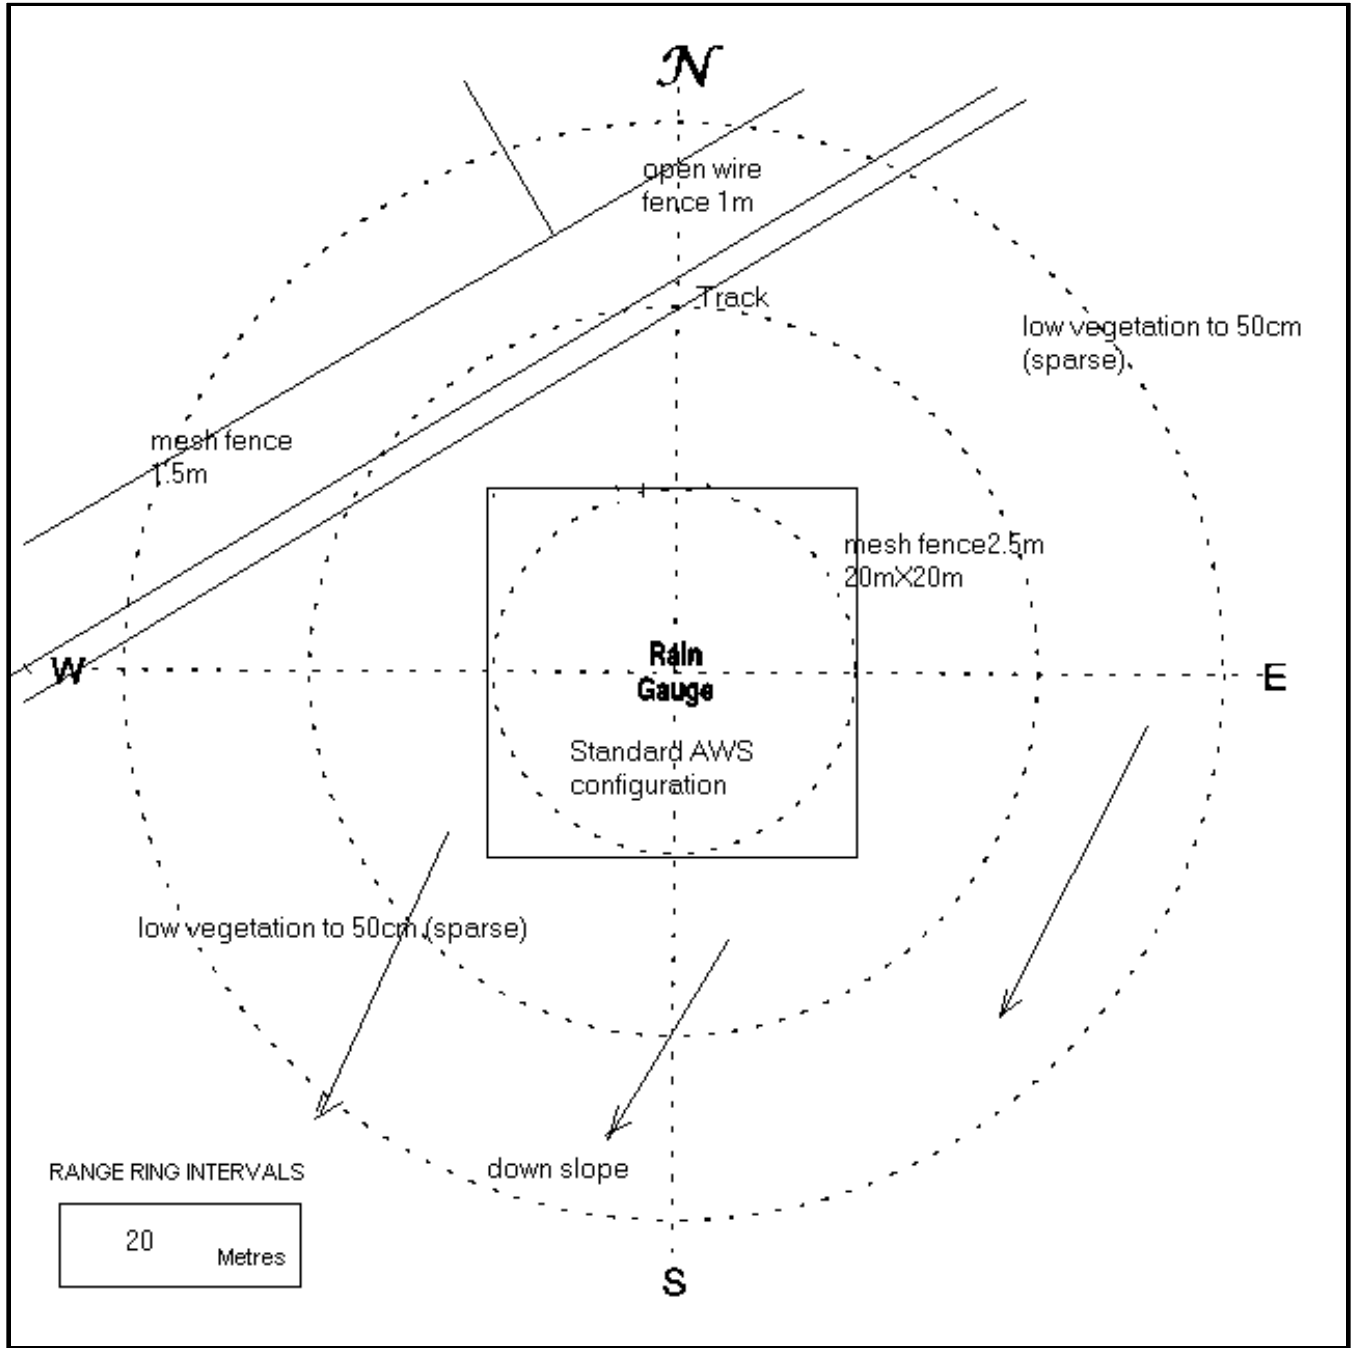 N
open wire
fence 1m
Track
low vegetation to 50cm
(sparse)
mesh fence
1.5m
mesh fence2.5m
20mX20m
W
Rain
Gauge
E
Standard AWS
configuration
low vegetation to 50cm (sparse)
down slope
RANGE RING INTERVALS
20 Metres
S